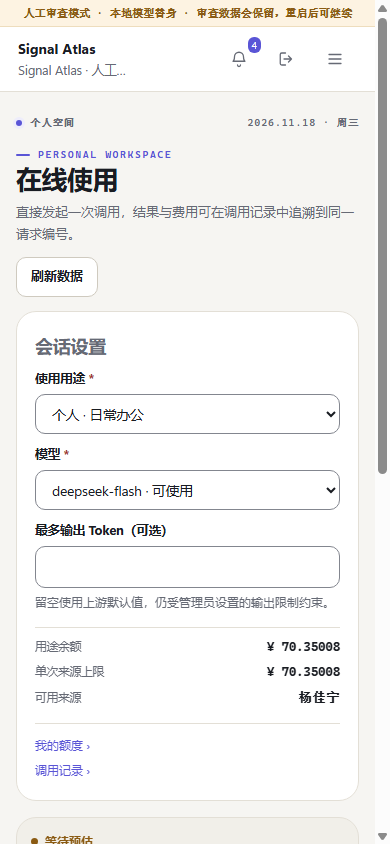 人工审查模式 · 本地模型替身 · 审查数据会保留，重启后可继续
Signal Atlas
Signal Atlas · 人工...
4
个人空间
2026.11.18 · 周三
PERSONAL WORKSPACE
在线使用
直接发起一次调用，结果与费用可在调用记录中追溯到同一
请求编号。
刷新数据
会话设置
使用用途 *
个人 · 日常办公
模型 *
deepseek-flash · 可使用
最多输出 Token（可选）
留空使用上游默认值，仍受管理员设置的输出限制约束。
用途余额
¥ 70.35008
单次来源上限
¥ 70.35008
可用来源
杨佳宁
我的额度 ›
调用记录 ›
等待预估